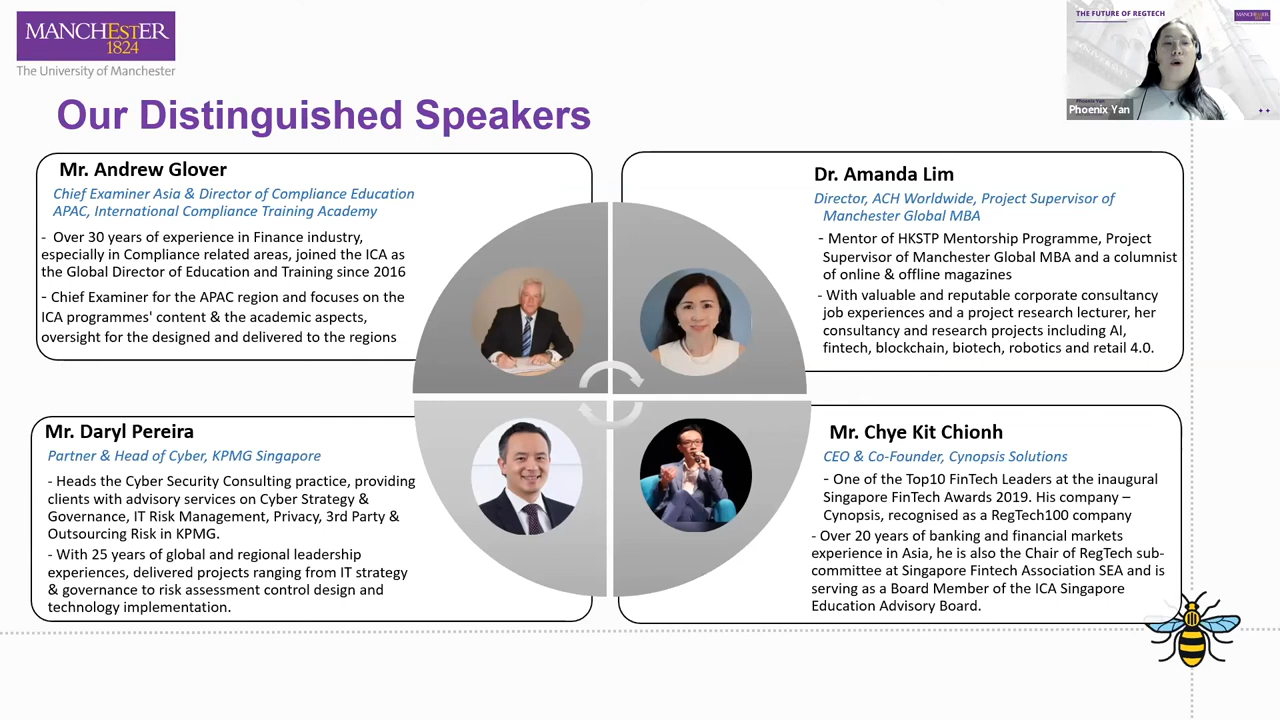 MANCHESTER
1824
The University of Manchester
THE FUTURE OF REGTECH
Phoenix Yan
Our Distinguished Speakers
Mr. Andrew Glover
Chief Examiner Asia & Director of Compliance Education
APAC, International Compliance Training Academy
- Over 30 years of experience in Finance industry,
especially in Compliance related areas, joined the ICA as
the Global Director of Education and Training since 2016
- Chief Examiner for the APAC region and focuses on the
ICA programmes' content & the academic aspects,
oversight for the designed and delivered to the regions
Dr. Amanda Lim
Director, ACH Worldwide, Project Supervisor of
Manchester Global MBA
- Mentor of HKSTP Mentorship Programme, Project
Supervisor of Manchester Global MBA and a columnist
of online & offline magazines
- With valuable and reputable corporate consultancy
job experiences and a project research lecturer, her
consultancy and research projects including AI,
fintech, blockchain, biotech, robotics and retail 4.0.
Mr. Daryl Pereira
Partner & Head of Cyber, KPMG Singapore
- Heads the Cyber Security Consulting practice, providing
clients with advisory services on Cyber Strategy &
Governance, IT Risk Management, Privacy, 3rd Party &
Outsourcing Risk in KPMG.
- With 25 years of global and regional leadership
experiences, delivered projects ranging from IT strategy
& governance to risk assessment control design and
technology implementation.
Mr. Chye Kit Chionh
CEO & Co-Founder, Cynopsis Solutions
- One of the Top10 FinTech Leaders at the inaugural
Singapore FinTech Awards 2019. His company –
Cynopsis, recognised as a RegTech100 company
- Over 20 years of banking and financial markets
experience in Asia, he is also the Chair of RegTech sub-
committee at Singapore Fintech Association SEA and is
serving as a Board Member of the ICA Singapore
Education Advisory Board.